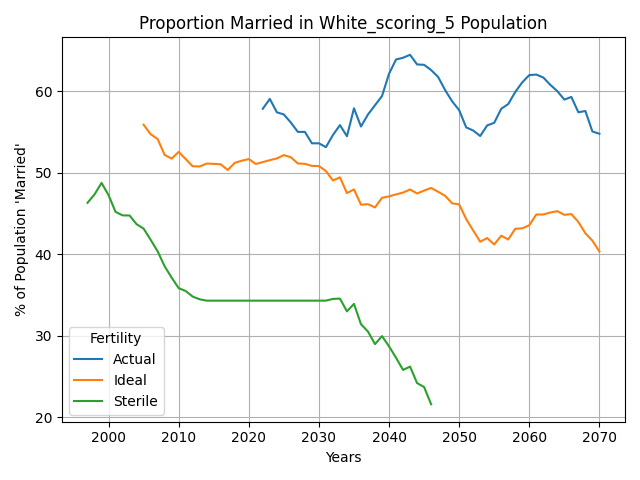 Proportion Married in White_scoring_5 Population
% of Population 'Married'
60
50
40
30
20
Fertility
Actual
Ideal
Sterile
2000 2010 2020 2030 2040 2050 2060 2070
Years